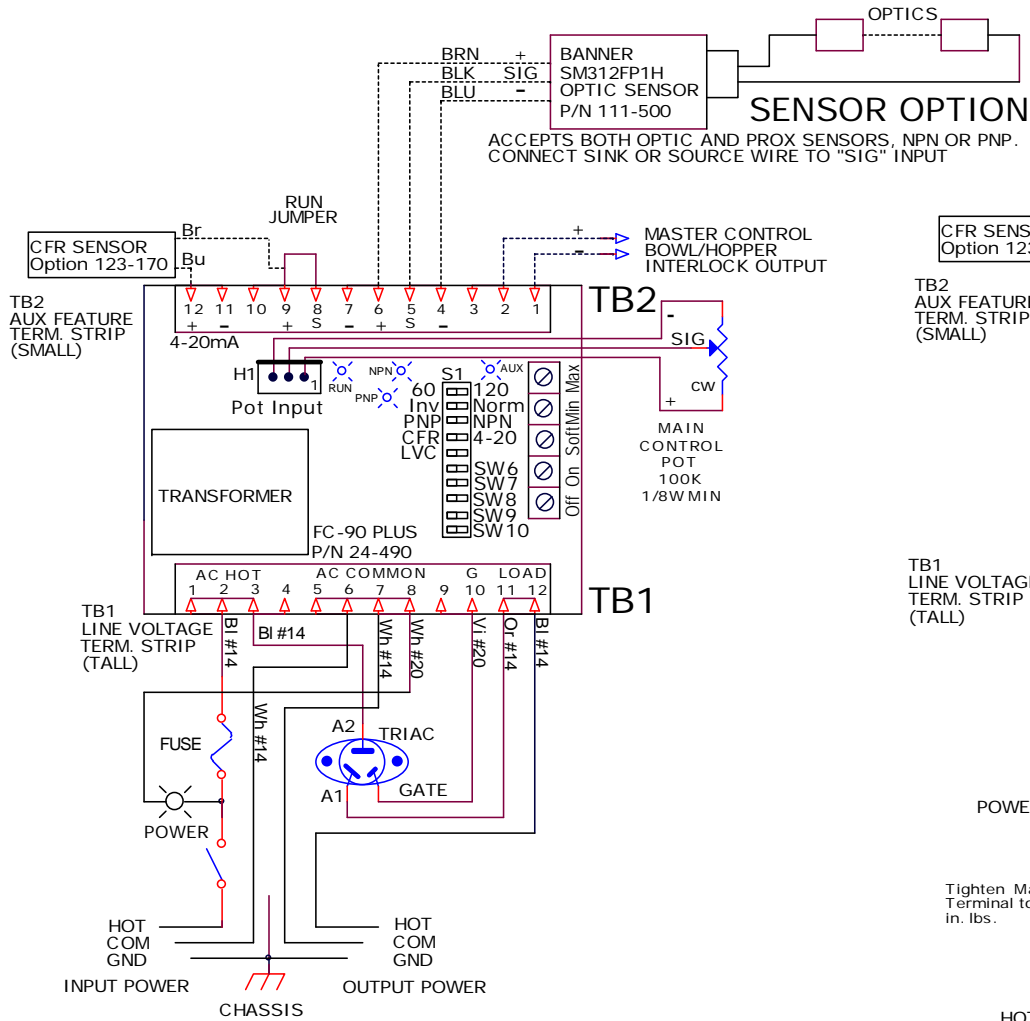 OPTICS
BRN +
BLK SIG
BLU -
BANNER
SM312FP1H
OPTIC SENSOR
P/N 111-500
SENSOR OPTION
ACCEPTS BOTH OPTIC AND PROX SENSORS, NPN OR PNP.
CONNECT SINK OR SOURCE WIRE TO "SIG" INPUT
RUN
JUMPER
CFR SENSOR
Option 123-170
Br
Bu
+ MASTER CONTROL
- BOWL/HOPPER
INTERLOCK OUTPUT
CFR SENS
Option 12
TB2
AUX FEATURE
TERM. STRIP
(SMALL)
12 11 10 9 8 7 6 5 4 3 2 1
+ - + S - + S -
4-20mA
TB2
-
SIG
CW
+
MAIN
CONTROL
POT
100K
1/8W MIN
TB2
AUX FEATURE
TERM. STRIP
(SMALL)
H1
1
Pot Input
RUN
NPN
PNP
AUX
S1
60 120
Inv Norm
PNP NPN
CFR 4-20
LVC
SW6
SW7
SW8
SW9
SW10
Off On Soft Min Max
TRANSFORMER
FC-90 PLUS
P/N 24-490
AC HOT AC COMMON G LOAD
1 2 3 4 5 6 7 8 9 10 11 12
TB1
TB1
LINE VOLTAGE
TERM. STRIP
(TALL)
TB1
LINE VOLTAGE
TERM. STRIP
(TALL)
Bl #14
Bl #14
Wh #14
Wh #14
Wh #20
Vi #20
Or #14
Bl #14
FUSE
A2
TRIAC
A1
GATE
POWER
POWE
Tighten Ma
Terminal to
in. lbs.
HOT
COM
GND
INPUT POWER
HOT
COM
GND
OUTPUT POWER
CHASSIS
HOT